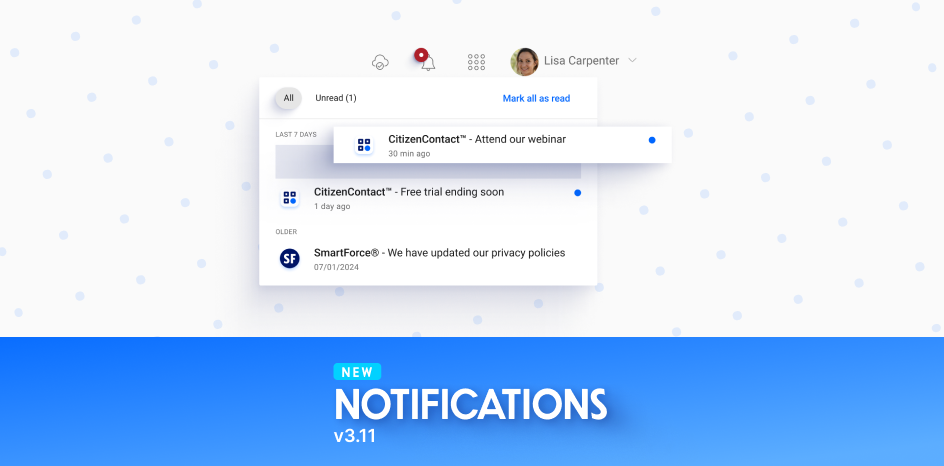 Lisa Carpenter
All
Unread (1)
Mark all as read
LAST 7 DAYS
CitizenContact™ - Attend our webinar
30 min ago
CitizenContact™ - Free trial ending soon
1 day ago
OLDER
SF
SmartForce® - We have updated our privacy policies
07/01/2024
NEW
NOTIFICATIONS
v3.11